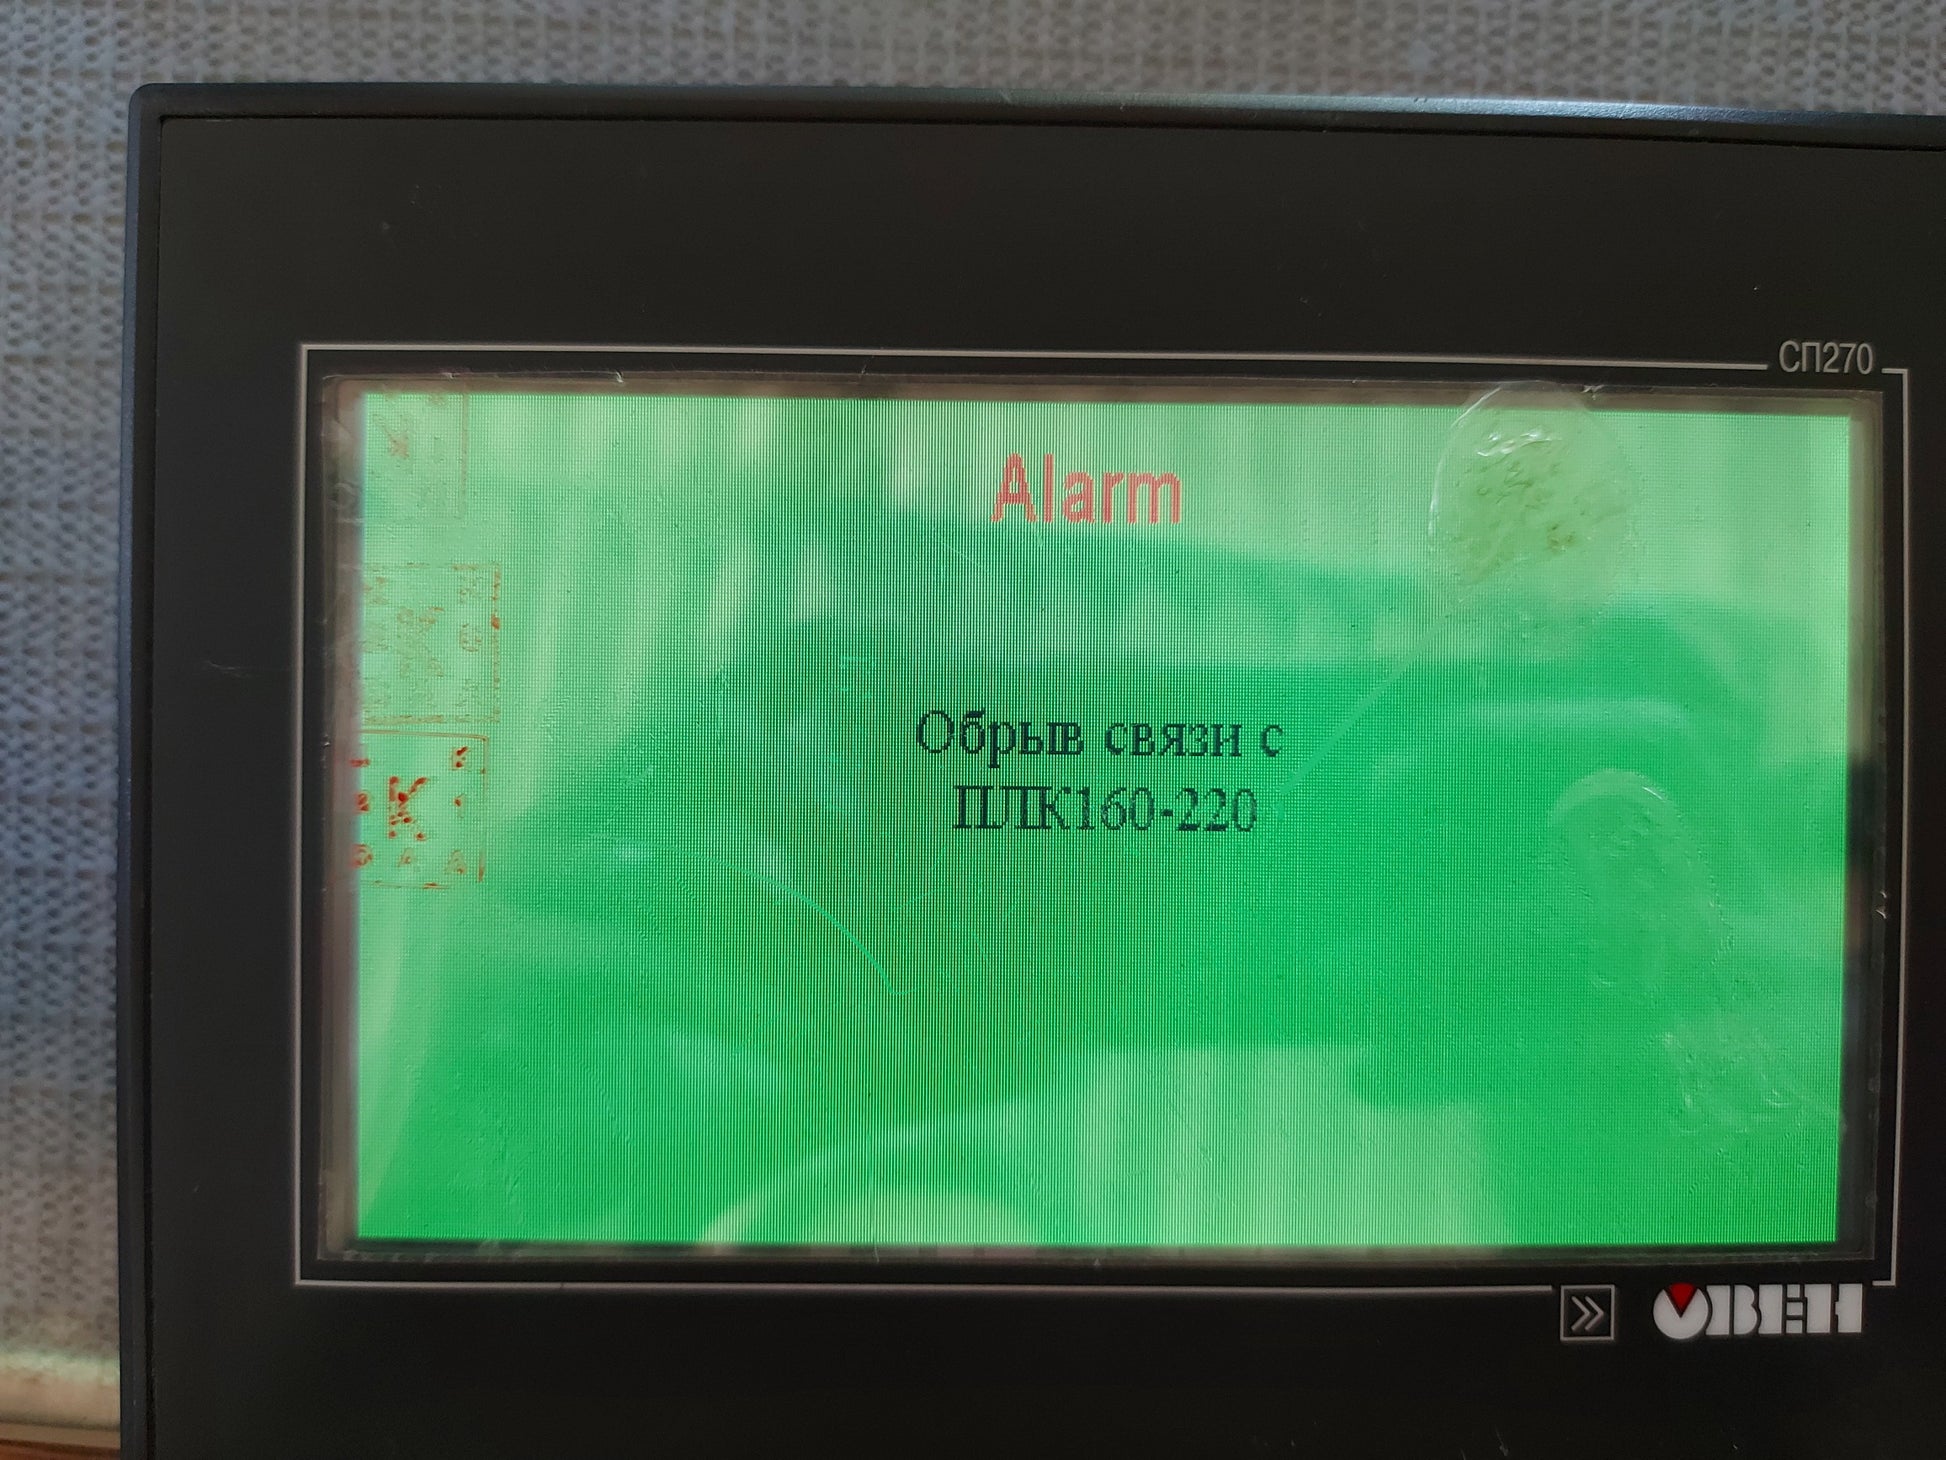 СП270
Alarm
Обрыв связи с
ПЛК160-220
К
ОВЕН